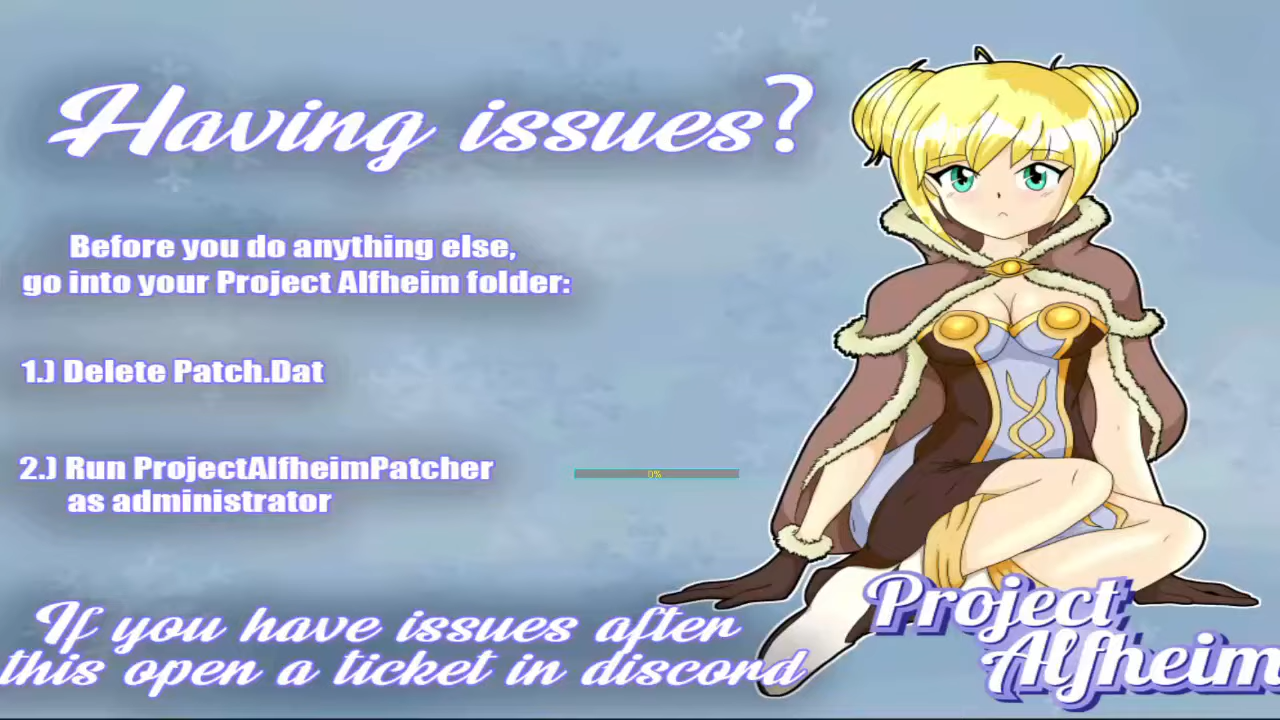 Having issues?
Before you do anything else,
go into your Project Alfheim folder:
1.) Delete Patch.Dat
2.) Run ProjectAlfheimPatcher
as administrator
0%
If you have issues after
this open a ticket in discord
Project
Alfheim